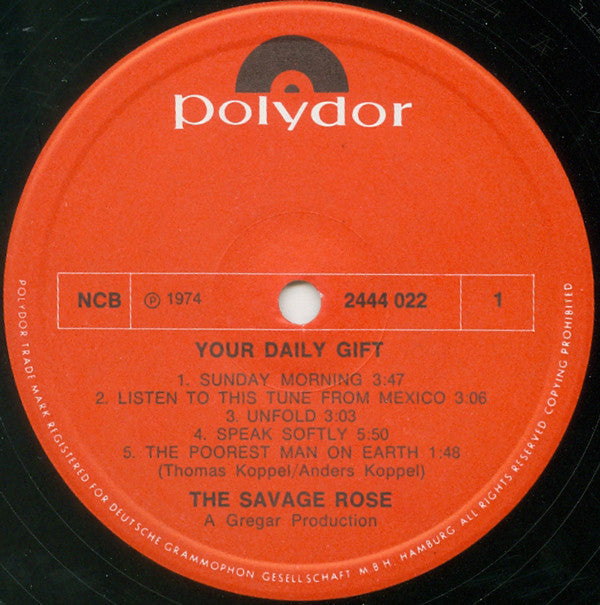 polydor
NCB
℗ 1974
2444 022
1
YOUR DAILY GIFT
1. SUNDAY MORNING 3:47
2. LISTEN TO THIS TUNE FROM MEXICO 3:06
3. UNFOLD 3:03
4. SPEAK SOFTLY 5:50
5. THE POOREST MAN ON EARTH 1:48
(Thomas Koppel/Anders Koppel)
THE SAVAGE ROSE
A Gregar Production
POLYDOR TRADE MARK REGISTERED FOR DEUTSCHE GRAMMOPHON GESELLSCHAFT M.B.H. HAMBURG ALL RIGHTS RESERVED COPYING PROHIBITED